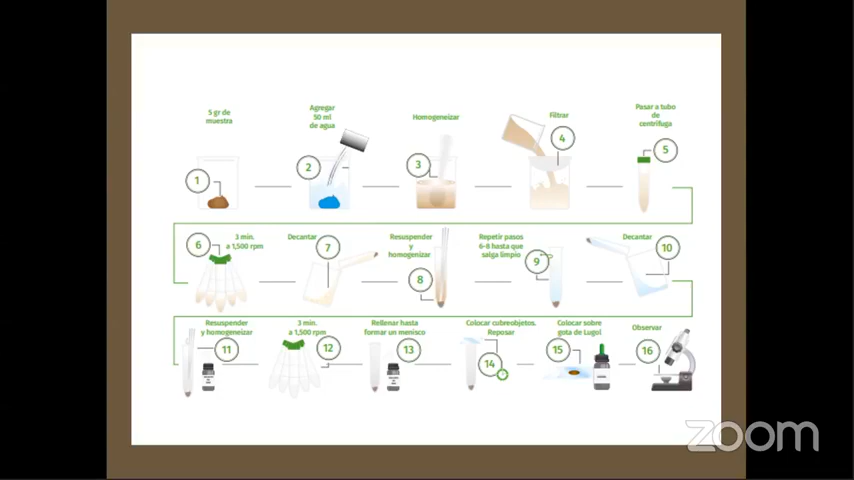 5 gr de
muestra
1
Agregar
50 ml
de agua
2
Homogeneizar
3
Filtrar
4
Pasar a tubo
de
centrífuga
5
6
3 min.
a 1,500 rpm
Decantar
7
Resuspender
y
homogenizar
8
Repetir pasos
6-8 hasta que
salga limpio
9
Decantar
10
Resuspender
y homogeneizar
11
3 min.
a 1,500 rpm
12
Rellenar hasta
formar un menisco
13
Colocar cubreobjetos.
Reposar
14
Colocar sobre
gota de Lugol
15
Observar
16
zoom